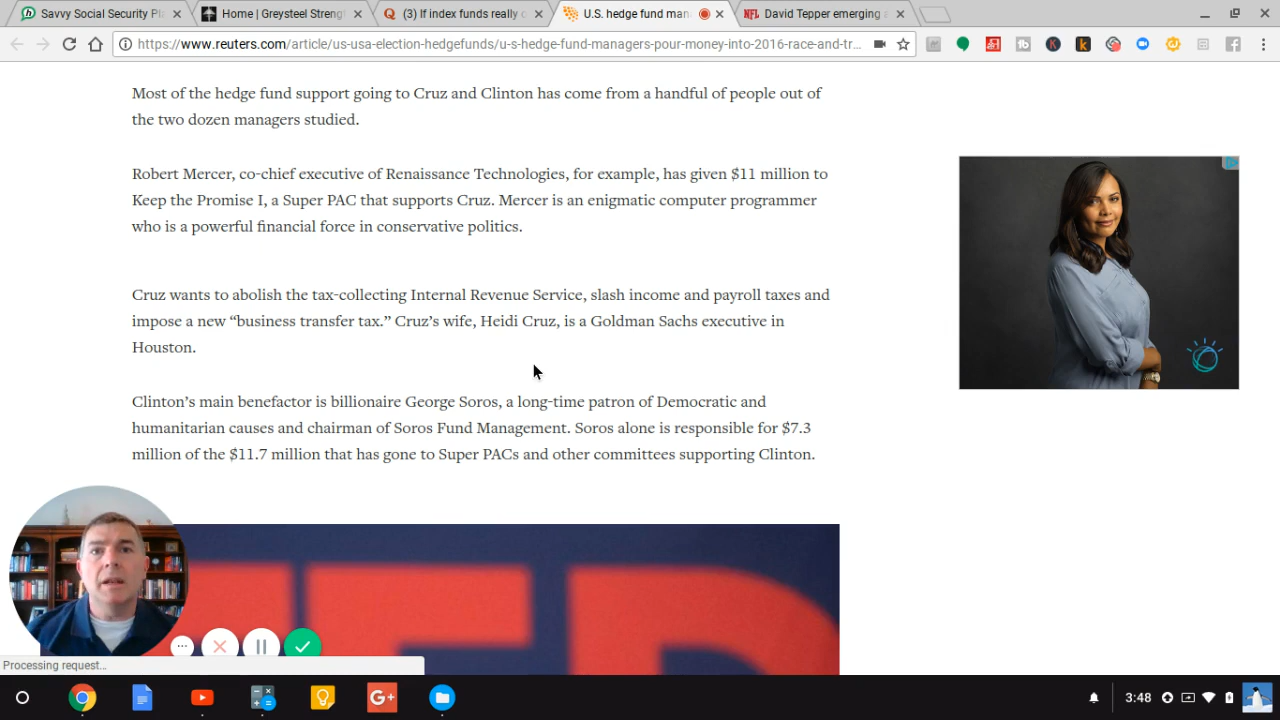 Savvy Social Security Pl
Home | Greysteel Streng
(3) If index funds really c
U.S. hedge fund man
NFL David Tepper emerging
https://www.reuters.com/article/us-usa-election-hedgefunds/u-s-hedge-fund-managers-pour-money-into-2016-race-and-tr...
Most of the hedge fund support going to Cruz and Clinton has come from a handful of people out of
the two dozen managers studied.
Robert Mercer, co-chief executive of Renaissance Technologies, for example, has given $11 million to
Keep the Promise I, a Super PAC that supports Cruz. Mercer is an enigmatic computer programmer
who is a powerful financial force in conservative politics.
Cruz wants to abolish the tax-collecting Internal Revenue Service, slash income and payroll taxes and
impose a new “business transfer tax.” Cruz’s wife, Heidi Cruz, is a Goldman Sachs executive in
Houston.
Clinton’s main benefactor is billionaire George Soros, a long-time patron of Democratic and
humanitarian causes and chairman of Soros Fund Management. Soros alone is responsible for $7.3
million of the $11.7 million that has gone to Super PACs and other committees supporting Clinton.
TED
Processing request...
G+
3:48